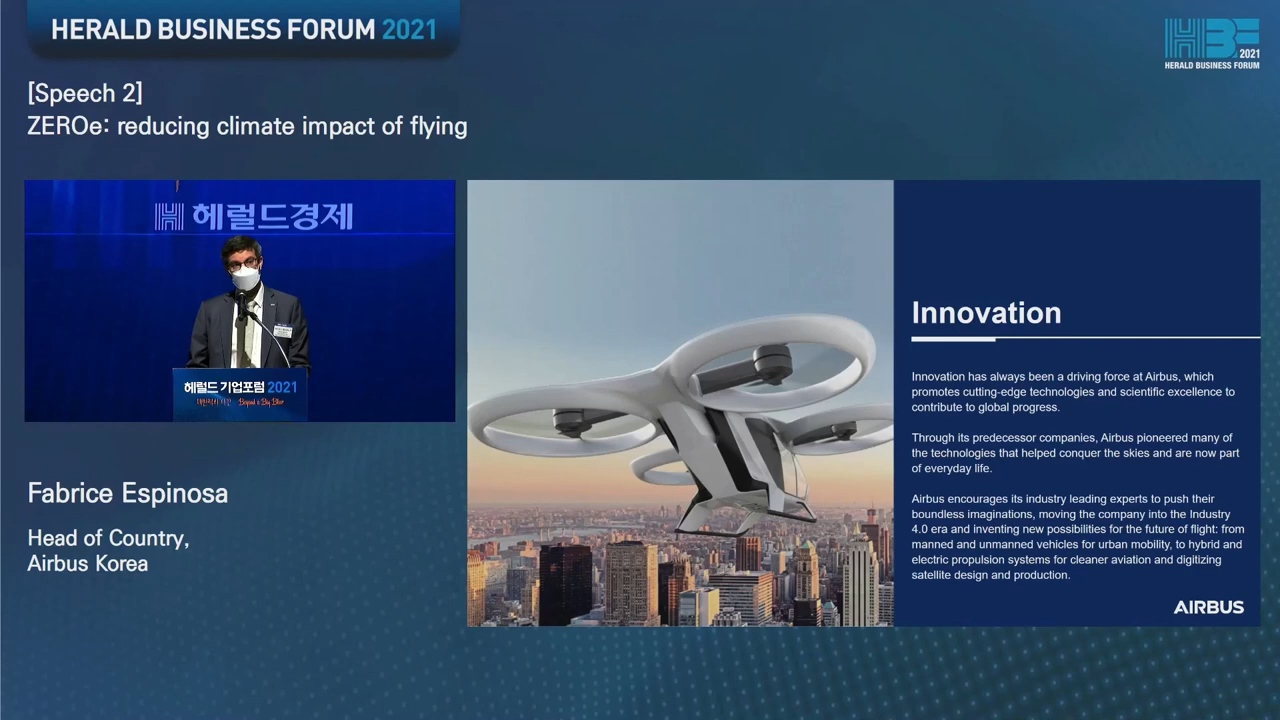 HERALD BUSINESS FORUM 2021
HBF
2021
HERALD BUSINESS FORUM
[Speech 2]
ZEROe: reducing climate impact of flying
헤럴드경제
헤럴드 기업포럼 2021
Fabrice Espinosa
Head of Country,
Airbus Korea
Innovation
Innovation has always been a driving force at Airbus, which
promotes cutting-edge technologies and scientific excellence to
contribute to global progress.
Through its predecessor companies, Airbus pioneered many of
the technologies that helped conquer the skies and are now part
of everyday life.
Airbus encourages its industry leading experts to push their
boundless imaginations, moving the company into the Industry
4.0 era and inventing new possibilities for the future of flight: from
manned and unmanned vehicles for urban mobility, to hybrid and
electric propulsion systems for cleaner aviation and digitizing
satellite design and production.
AIRBUS